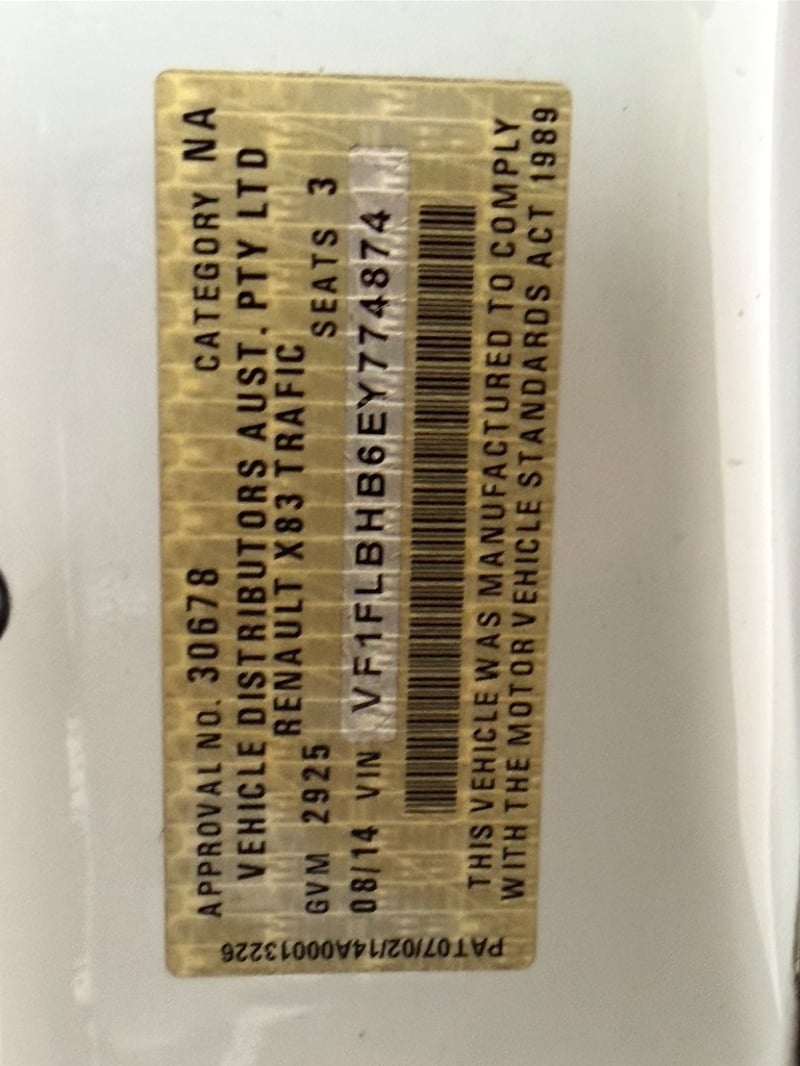 APPROVAL NO. 30678 CATEGORY NA
VEHICLE DISTRIBUTORS AUST. PTY LTD
RENAULT X83 TRAFIC
GVM 2925 SEATS 3
08/14 VIN VF1FLBHB6EY774874
THIS VEHICLE WAS MANUFACTURED TO COMPLY
WITH THE MOTOR VEHICLE STANDARDS ACT 1989
PAT07/02/14A00013226